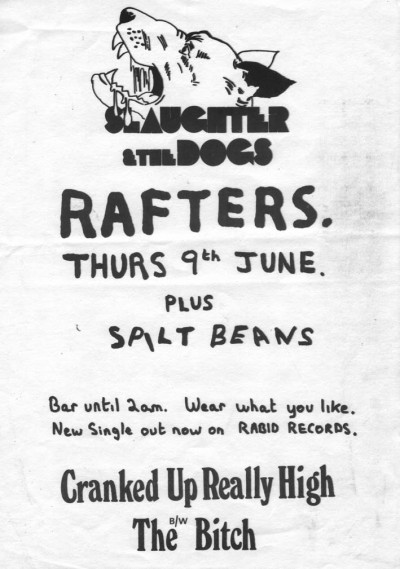 SLAUGHTER
& THE DOGS
RAFTERS.
THURS 9th JUNE.
PLUS
SPILT BEANS
Bar until 2am. Wear what you like.
New Single out now on RABID RECORDS.
Cranked Up Really High
B/W
The Bitch